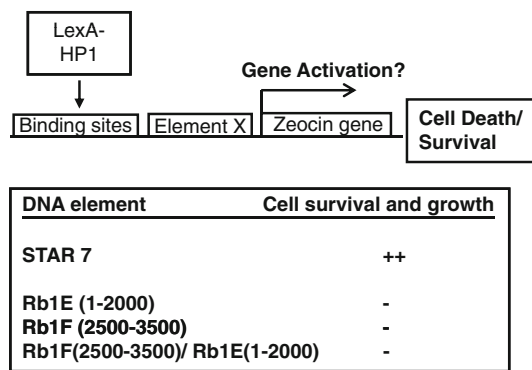 LexA-
HP1
Gene Activation?
Binding sites Element X Zeocin gene
Cell Death/
Survival
DNA element Cell survival and growth
STAR 7 ++
Rb1E (1-2000) -
Rb1F (2500-3500) -
Rb1F(2500-3500)/ Rb1E(1-2000) -